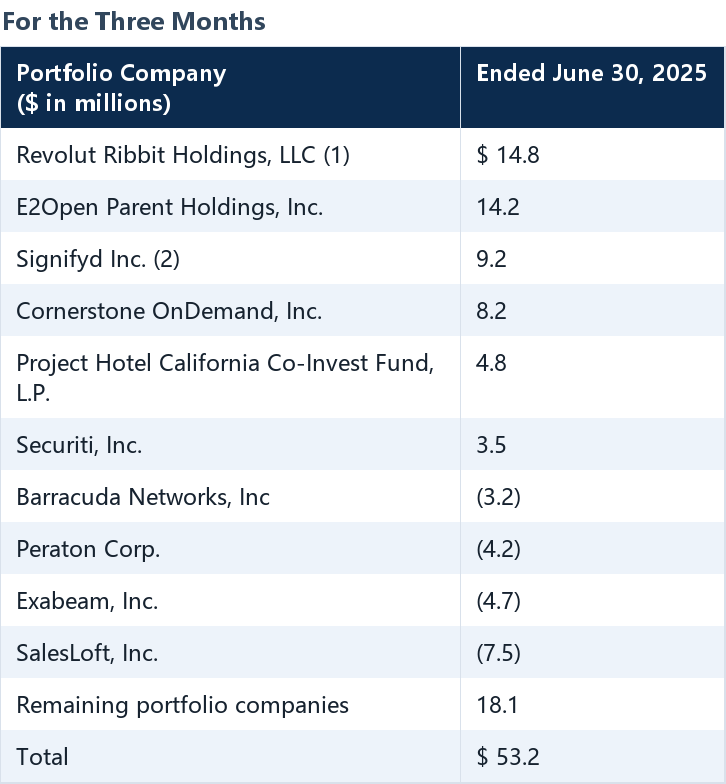 For the Three Months
Portfolio Company Ended June 30, 2025
($ in millions)
Revolut Ribbit Holdings, LLC (1) $ 14.8
E2Open Parent Holdings, Inc. 14.2
Signifyd Inc. (2) 9.2
Cornerstone OnDemand, Inc. 8.2
Project Hotel California Co-Invest Fund, 4.8
L.P.
Securiti, Inc. 3.5
Barracuda Networks, Inc (3.2)
Peraton Corp. (4.2)
Exabeam, Inc. (4.7)
SalesLoft, Inc. (7.5)
Remaining portfolio companies 18.1
Total $ 53.2